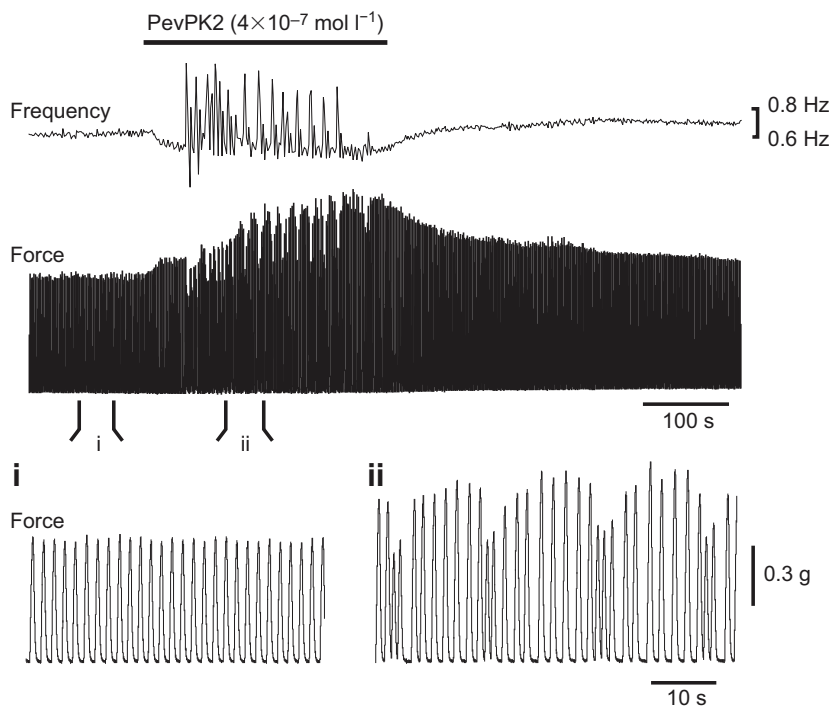 PevPK2 (4×10⁻⁷ mol l⁻¹)
Frequency
0.8 Hz
0.6 Hz
Force
100 s
i
ii
i
ii
Force
0.3 g
10 s